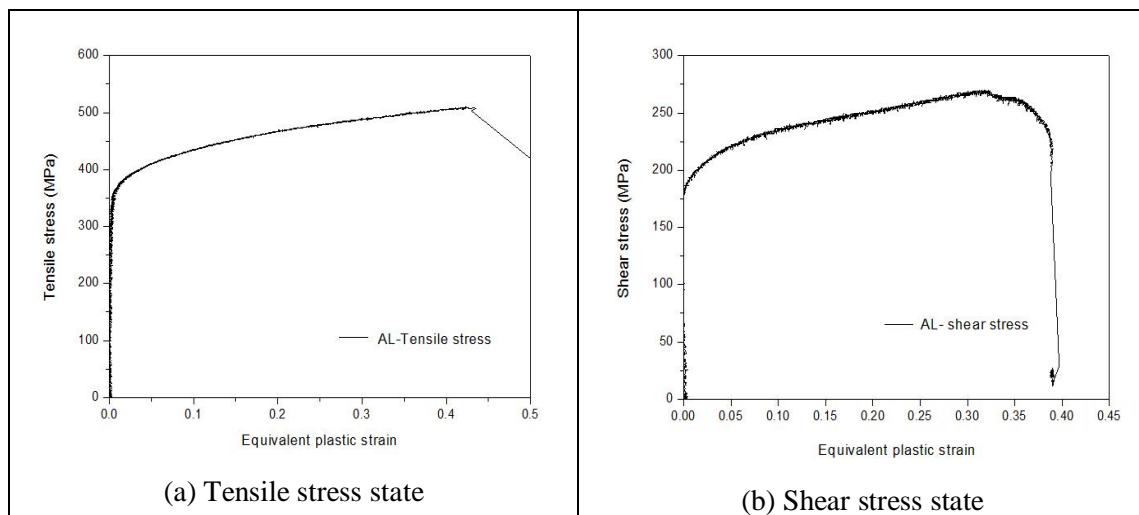 600
500
400
300
200
100
0
Tensile stress (MPa)
AL-Tensile stress
0.0 0.1 0.2 0.3 0.4 0.5
Equivalent plastic strain
(a) Tensile stress state
300
250
200
150
100
50
0
Shear stress (MPa)
AL- shear stress
0.00 0.05 0.10 0.15 0.20 0.25 0.30 0.35 0.40 0.45
Equivalent plastic strain
(b) Shear stress state